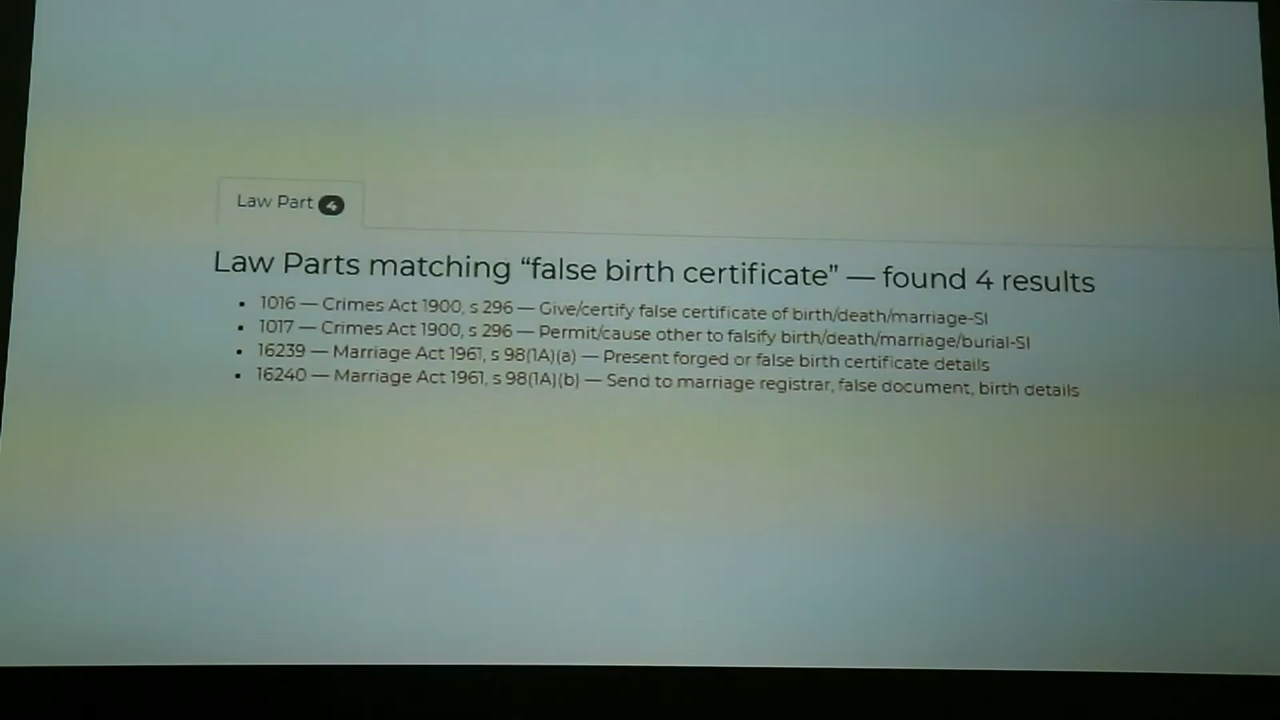 Law Part 4
Law Parts matching “false birth certificate” — found 4 results
• 1016 — Crimes Act 1900, s 296 — Give/certify false certificate of birth/death/marriage-SI
• 1017 — Crimes Act 1900, s 296 — Permit/cause other to falsify birth/death/marriage/burial-SI
• 16239 — Marriage Act 1961, s 98(1A)(a) — Present forged or false birth certificate details
• 16240 — Marriage Act 1961, s 98(1A)(b) — Send to marriage registrar, false document, birth details